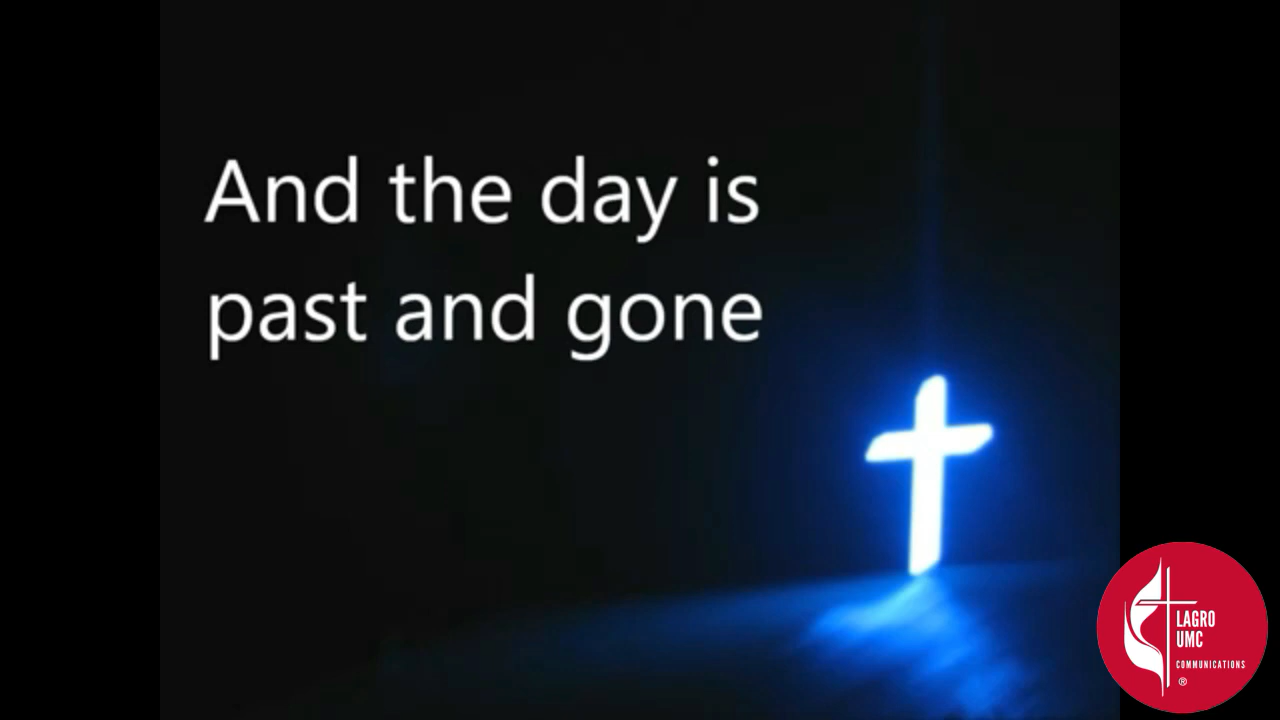 And the day is
past and gone
LAGRO
UMC
COMMUNICATIONS
®